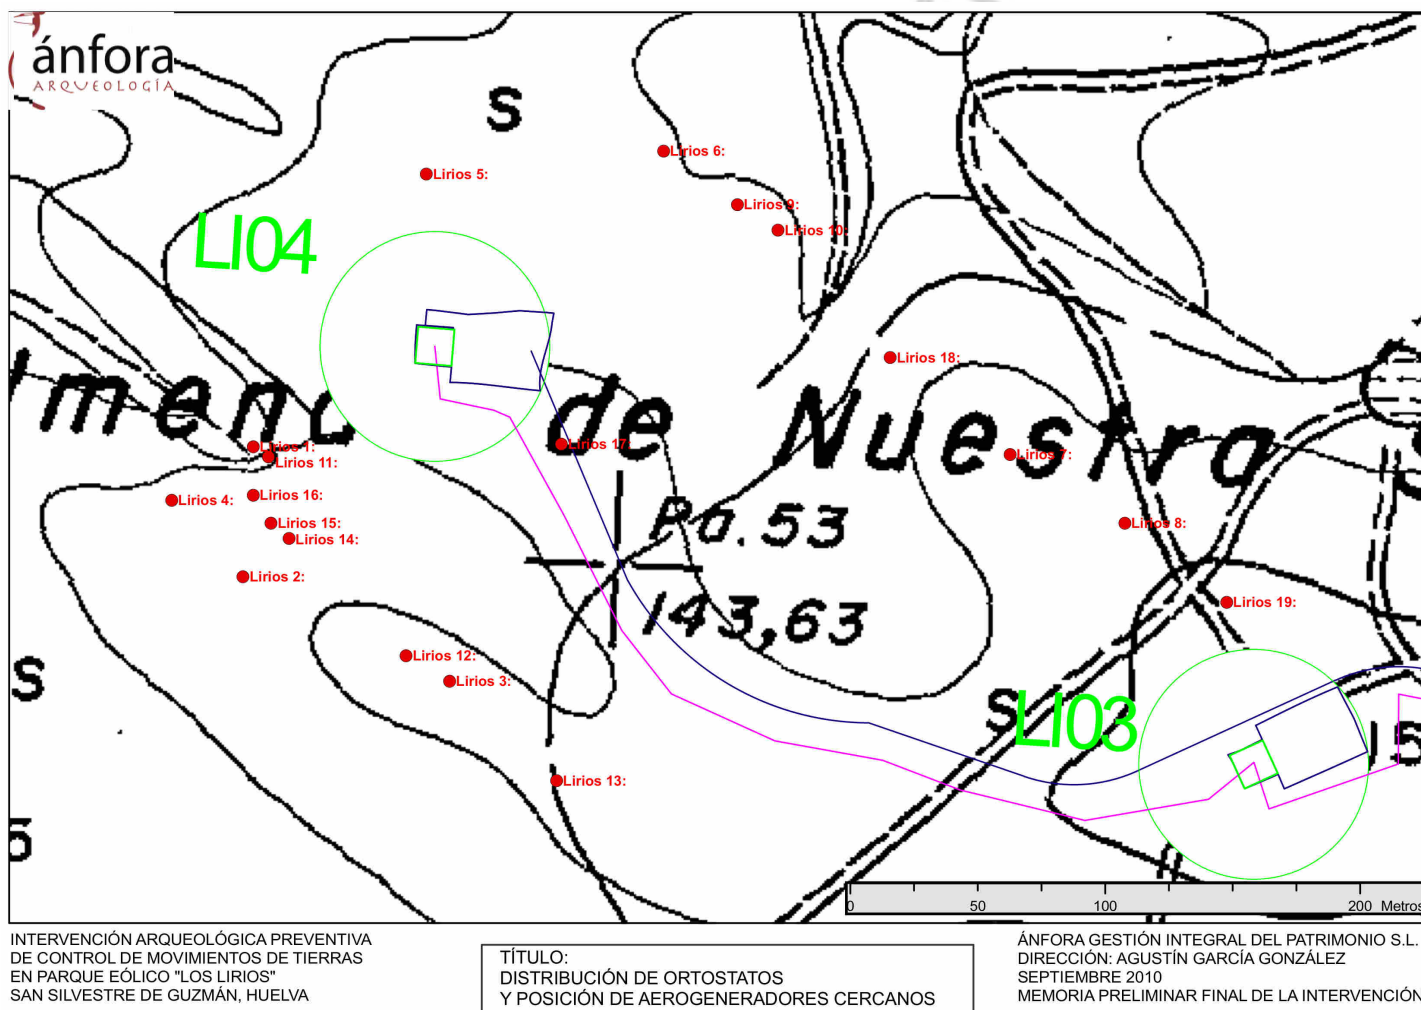 ánfora
ARQUEOLOGÍA
S
Lirios 6:
Lirios 5:
Lirios 9:
Lirios 10:
LI04
Lirios 18:
de Nuestra
Lirios 1:
Lirios 11:
Lirios 17:
Lirios 7:
Lirios 4:
Lirios 16:
Lirios 15:
Lirios 14:
Pa.53
Lirios 8:
Lirios 2:
143,63
Lirios 19:
Lirios 12:
Lirios 3:
S
S
LI03
15
Lirios 13:
0 50 100 200 Metros
INTERVENCIÓN ARQUEOLÓGICA PREVENTIVA
DE CONTROL DE MOVIMIENTOS DE TIERRAS
EN PARQUE EÓLICO "LOS LIRIOS"
SAN SILVESTRE DE GUZMÁN, HUELVA
TÍTULO:
DISTRIBUCIÓN DE ORTOSTATOS
Y POSICIÓN DE AEROGENERADORES CERCANOS
ÁNFORA GESTIÓN INTEGRAL DEL PATRIMONIO S.L.
DIRECCIÓN: AGUSTÍN GARCÍA GONZÁLEZ
SEPTIEMBRE 2010
MEMORIA PRELIMINAR FINAL DE LA INTERVENCIÓN